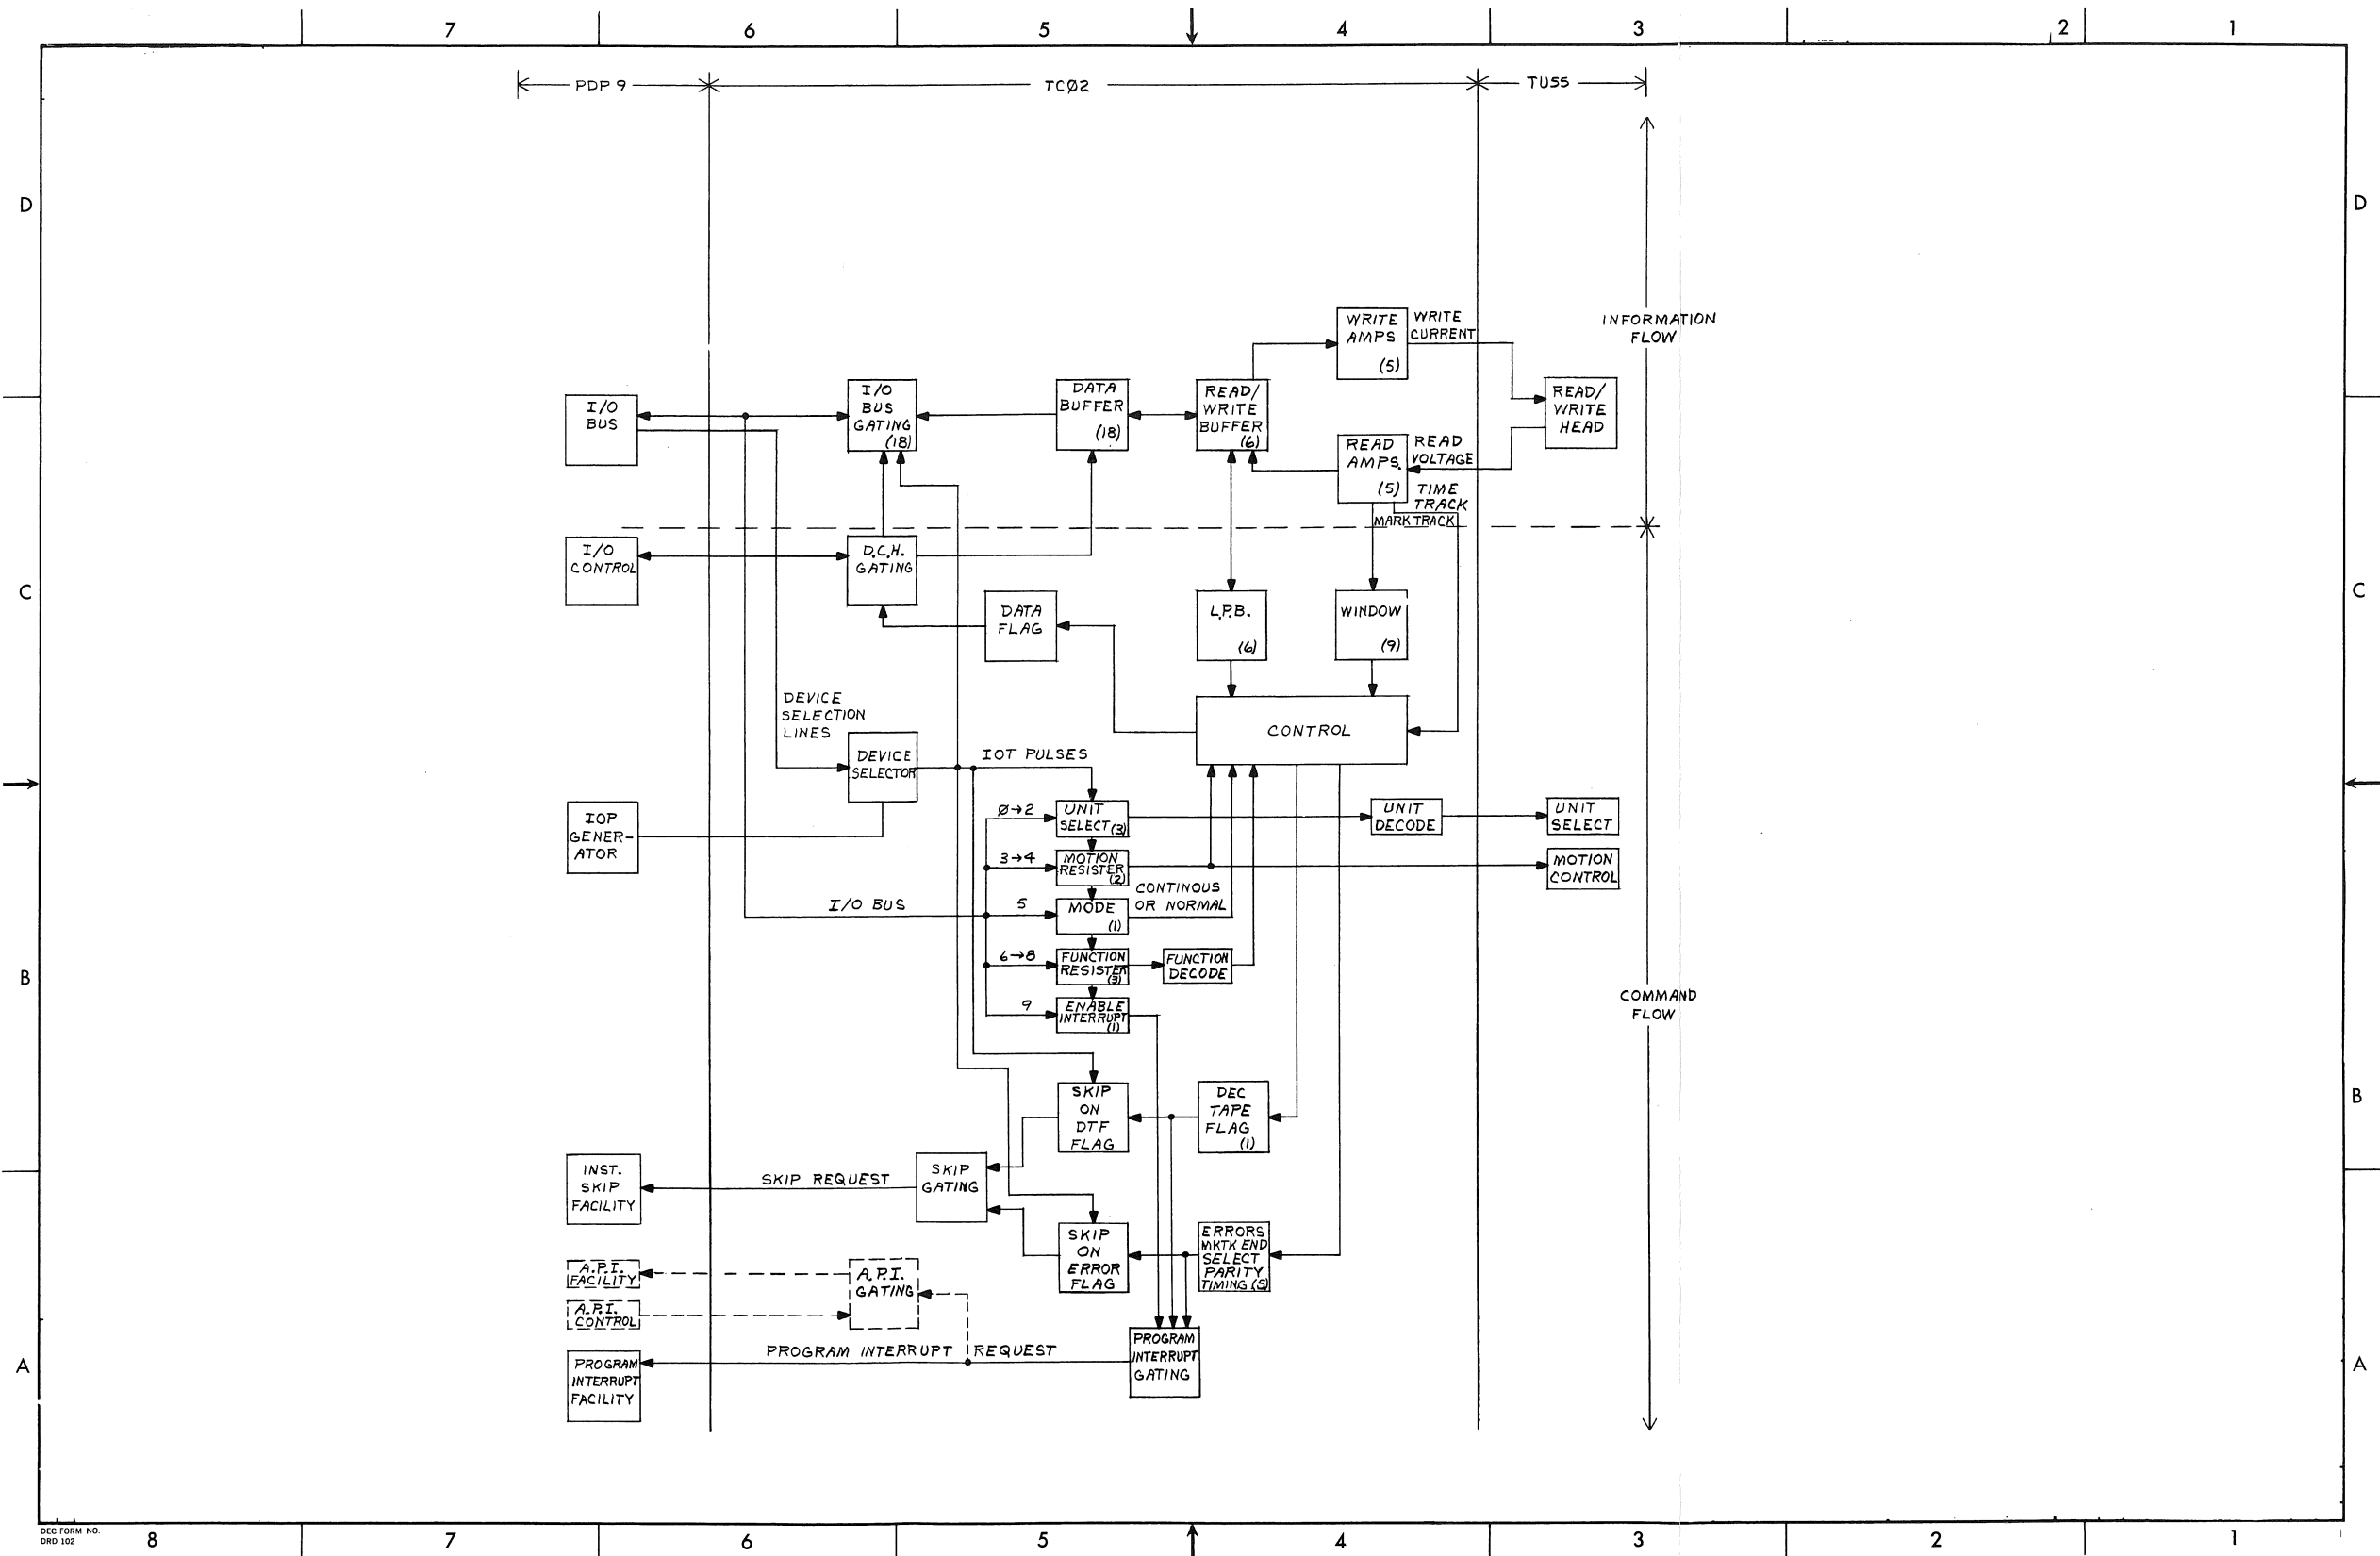 7 6 5 4 3 2 1
PDP 9
TCØ2
TU55
D
D
INFORMATION
FLOW
WRITE
AMPS
(5)
WRITE
CURRENT
I/O
BUS
I/O
BUS
GATING
(18)
DATA
BUFFER
(18)
READ/
WRITE
BUFFER
(6)
READ/
WRITE
HEAD
READ
AMPS.
(5)
READ
VOLTAGE
TIME
TRACK
MARK TRACK
I/O
CONTROL
D.C.H.
GATING
C
C
DATA
FLAG
L.P.B.
(6)
WINDOW
(9)
DEVICE
SELECTION
LINES
CONTROL
DEVICE
SELECTOR
IOT PULSES
IOP
GENER-
ATOR
Ø→2
UNIT
SELECT (3)
UNIT
DECODE
UNIT
SELECT
3→4
MOTION
RESISTER
(2)
MOTION
CONTROL
I/O BUS
5
MODE
(1)
CONTINOUS
OR NORMAL
B
6→8
FUNCTION
RESISTER
(3)
FUNCTION
DECODE
9
ENABLE
INTERRUPT
(1)
COMMAND
FLOW
SKIP
ON
DTF
FLAG
DEC
TAPE
FLAG
(1)
B
INST.
SKIP
FACILITY
SKIP REQUEST
SKIP
GATING
SKIP
ON
ERROR
FLAG
ERRORS
MKTK END
SELECT
PARITY
TIMING (5)
A.P.I.
FACILITY
A.P.I.
GATING
A.P.I.
CONTROL
PROGRAM INTERRUPT REQUEST
PROGRAM
INTERRUPT
GATING
PROGRAM
INTERRUPT
FACILITY
A
A
DEC FORM NO.
DRD 102
8 7 6 5 4 3 2 1